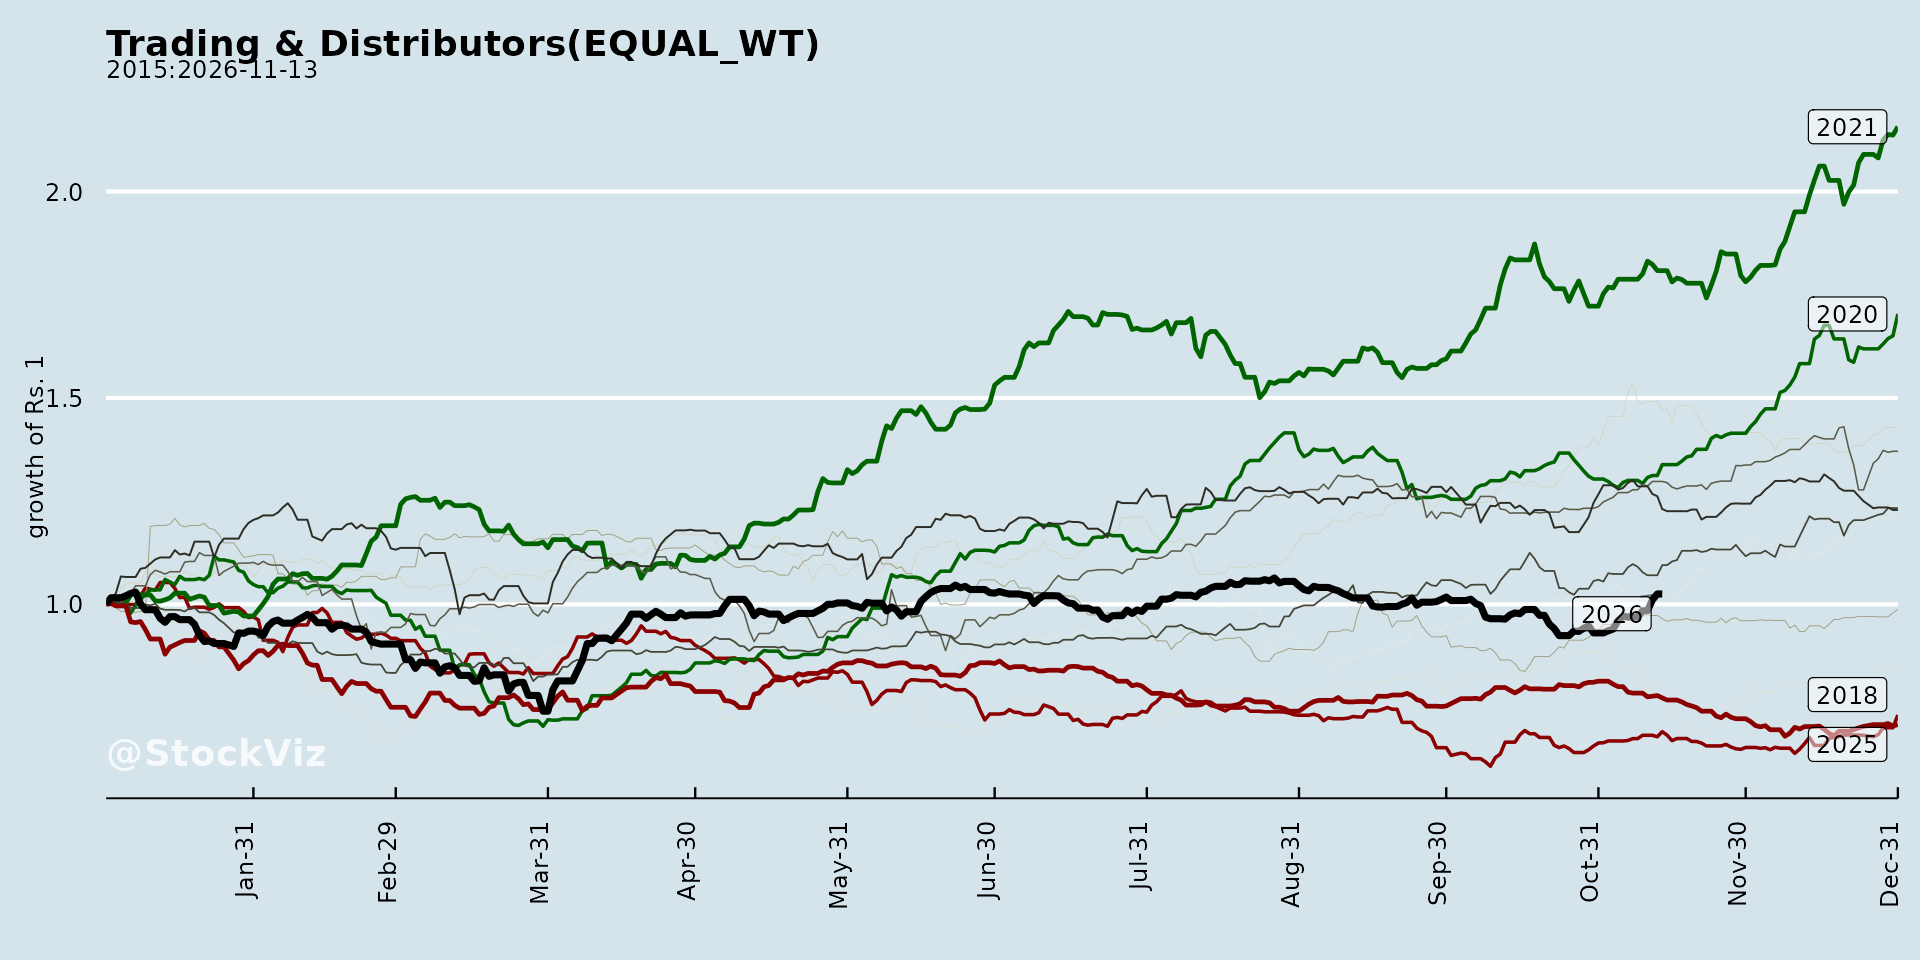 Trading & Distributors(EQUAL_WT)
2015:2026-11-13
growth of Rs. 1
2.0
1.5
1.0
2021
2020
2026
2018
2025
@StockViz
Jan-31
Feb-29
Mar-31
Apr-30
May-31
Jun-30
Jul-31
Aug-31
Sep-30
Oct-31
Nov-30
Dec-31